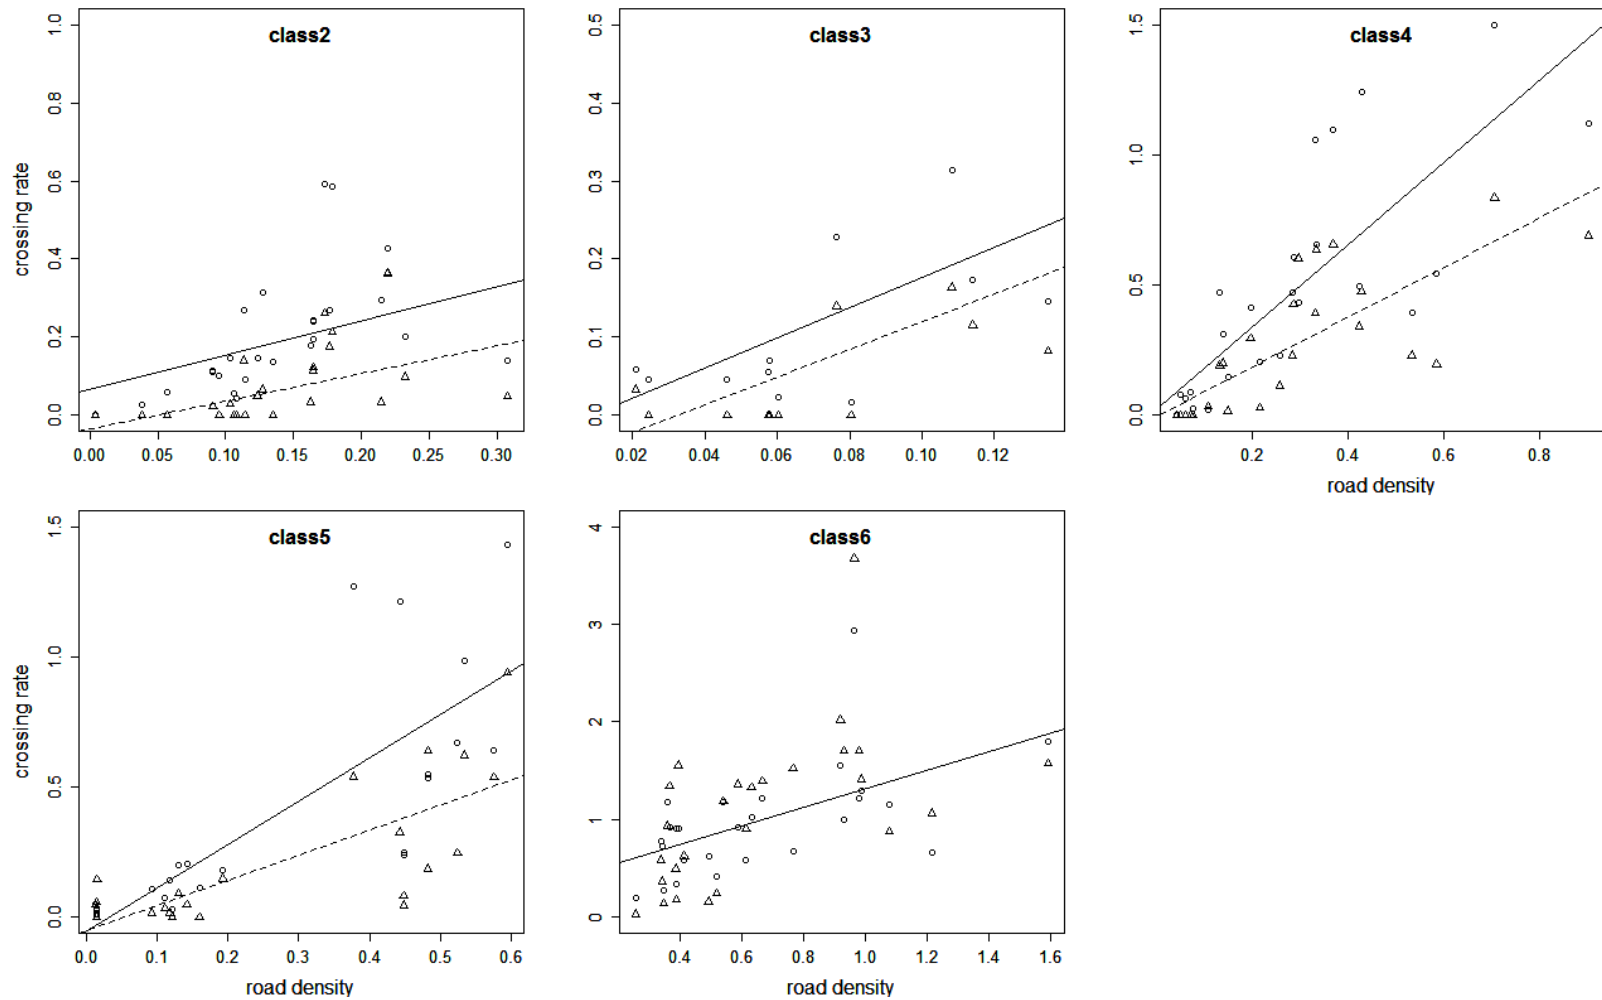 class2
crossing rate
0.0 0.2 0.4 0.6 0.8 1.0
0.00 0.05 0.10 0.15 0.20 0.25 0.30
class3
0.0 0.1 0.2 0.3 0.4 0.5
0.02 0.04 0.06 0.08 0.10 0.12
class4
0.0 0.5 1.0 1.5
0.2 0.4 0.6 0.8
road density
class5
crossing rate
0.0 0.5 1.0 1.5
0.0 0.1 0.2 0.3 0.4 0.5 0.6
road density
class6
0 1 2 3 4
0.4 0.6 0.8 1.0 1.2 1.4 1.6
road density